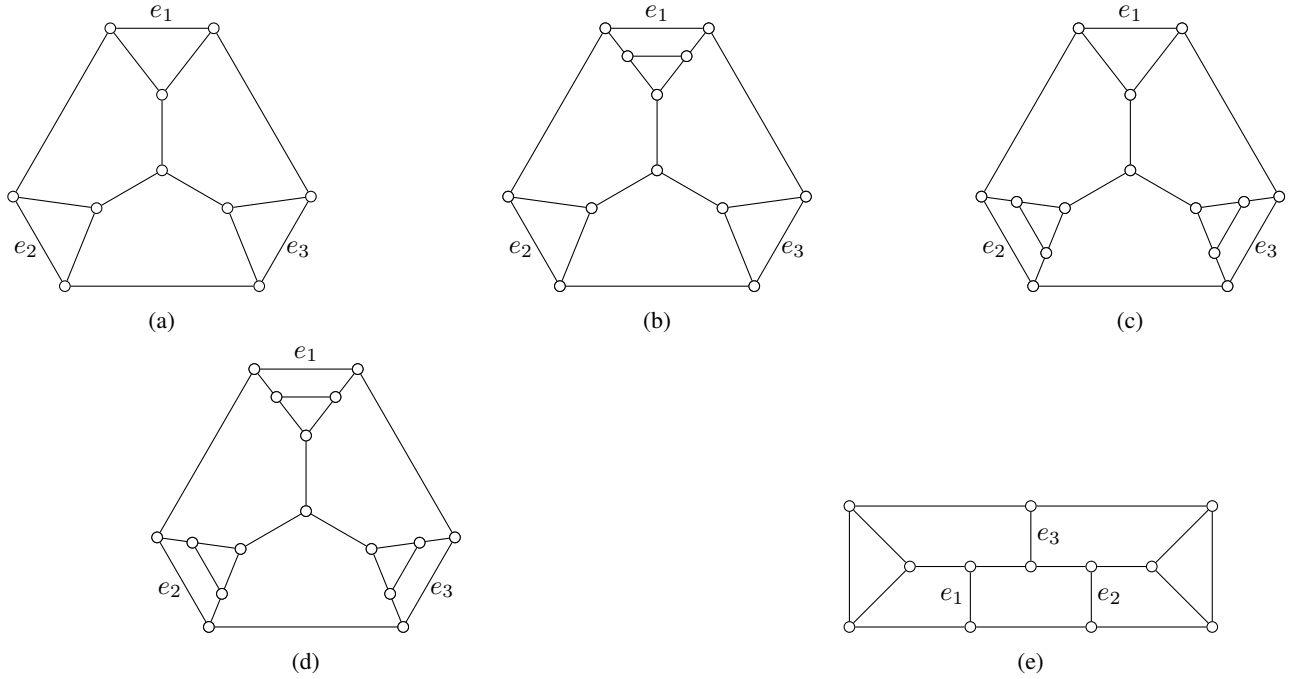 e₁ e₁ e₁
e₂ e₃ e₂ e₃ e₂ e₃
(a) (b) (c)
e₁
e₃
e₂ e₃ e₁ e₂
(d) (e)